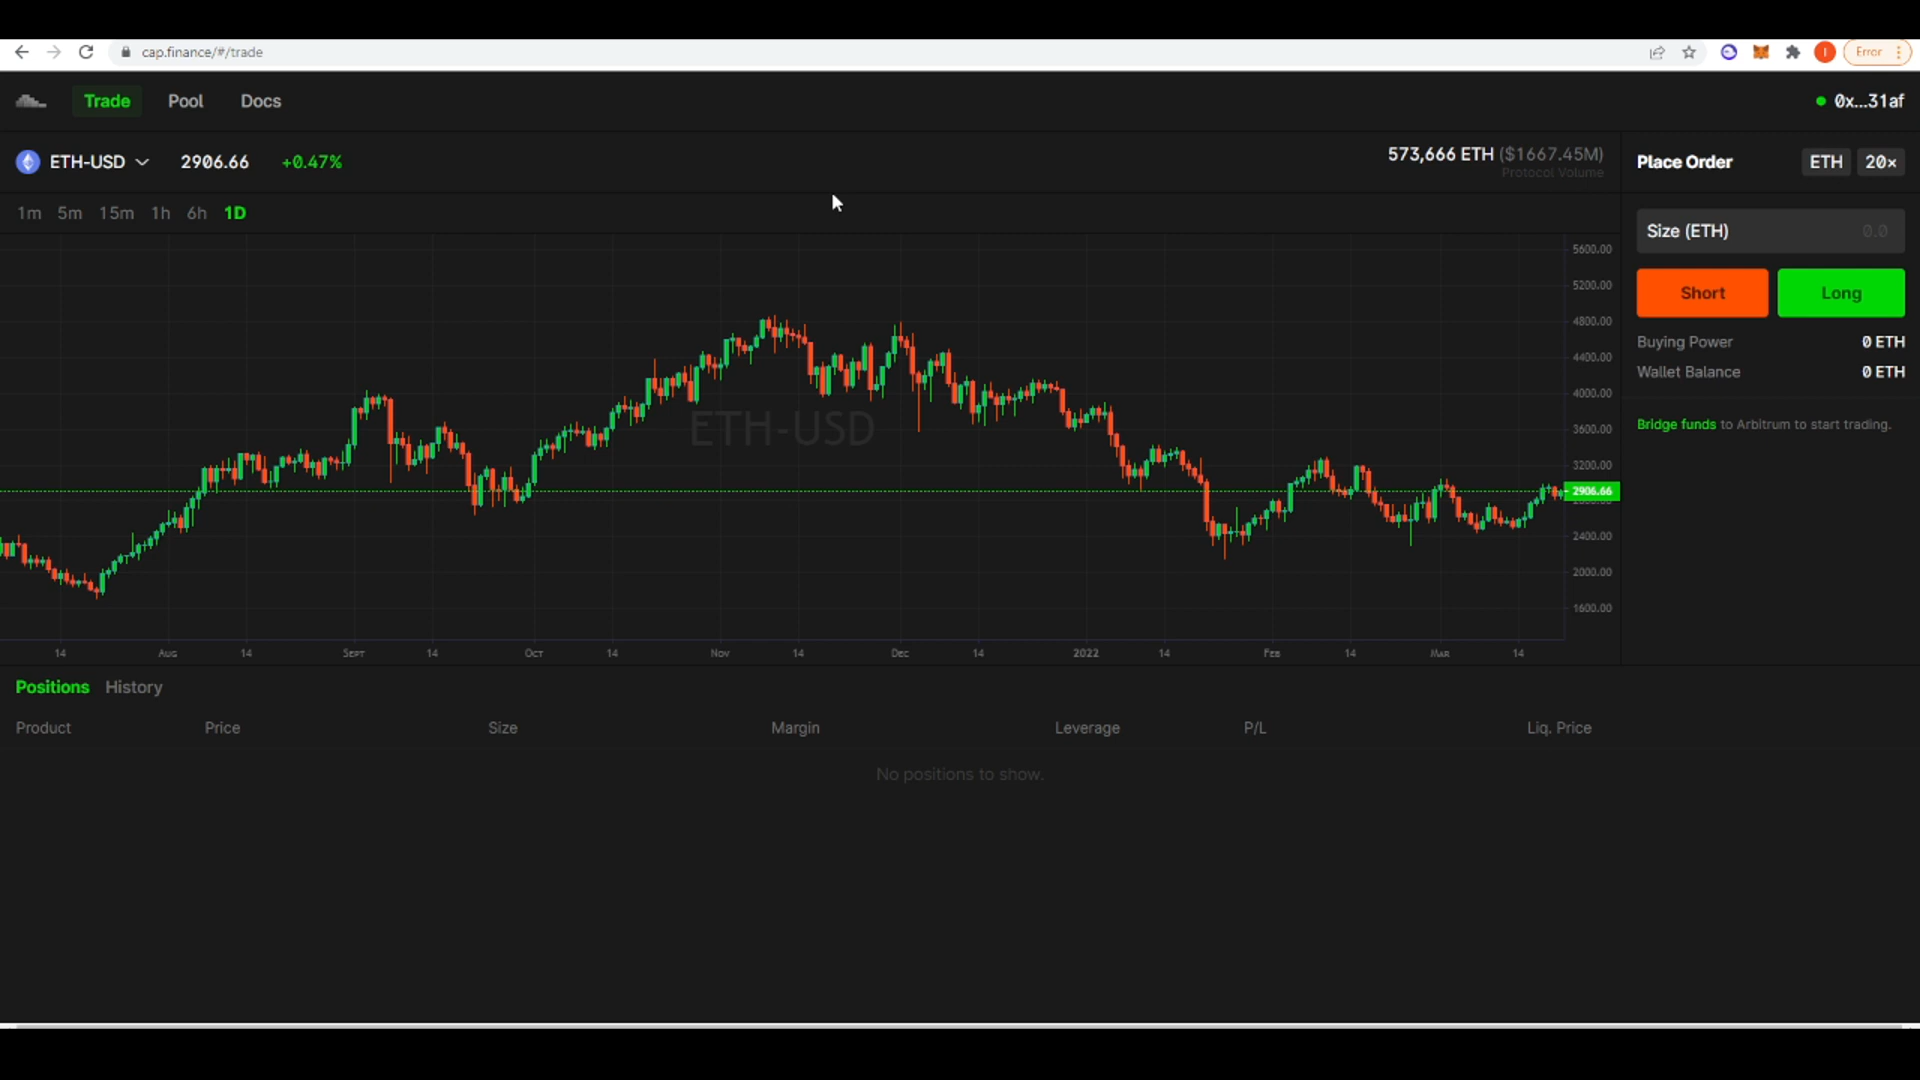 cap.finance/#/trade
I
Error
Trade Pool Docs
0x...31af
ETH-USD 2906.66 +0.47%
573,666 ETH ($1667.45M)
Protocol Volume
Place Order ETH 20×
1m 5m 15m 1h 6h 1D
Size (ETH) 0.0
Short Long
Buying Power 0 ETH
Wallet Balance 0 ETH
Bridge funds to Arbitrum to start trading.
ETH-USD
5600.00
5200.00
4800.00
4400.00
4000.00
3600.00
3200.00
2906.66
2400.00
2000.00
1600.00
14 Aug 14 Sept 14 Oct 14 Nov 14 Dec 14 2022 14 Feb 14 Mar 14
Positions History
Product Price Size Margin Leverage P/L Liq. Price
No positions to show.